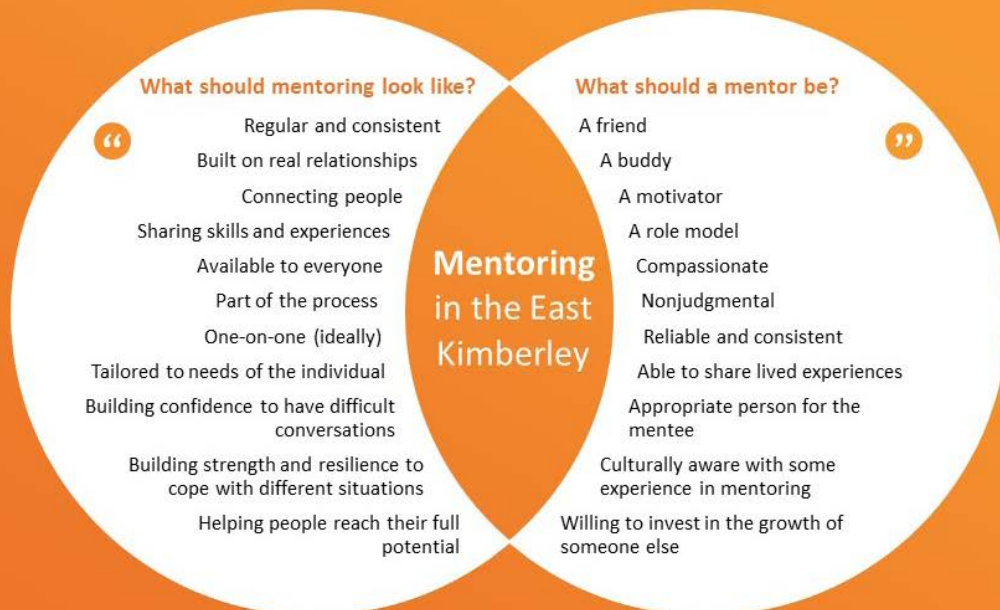 What should mentoring look like?
“
Regular and consistent
Built on real relationships
Connecting people
Sharing skills and experiences
Available to everyone
Part of the process
One-on-one (ideally)
Tailored to needs of the individual
Building confidence to have difficult
conversations
Building strength and resilience to
cope with different situations
Helping people reach their full
potential
Mentoring
in the East
Kimberley
What should a mentor be?
”
A friend
A buddy
A motivator
A role model
Compassionate
Nonjudgmental
Reliable and consistent
Able to share lived experiences
Appropriate person for the
mentee
Culturally aware with some
experience in mentoring
Willing to invest in the growth of
someone else